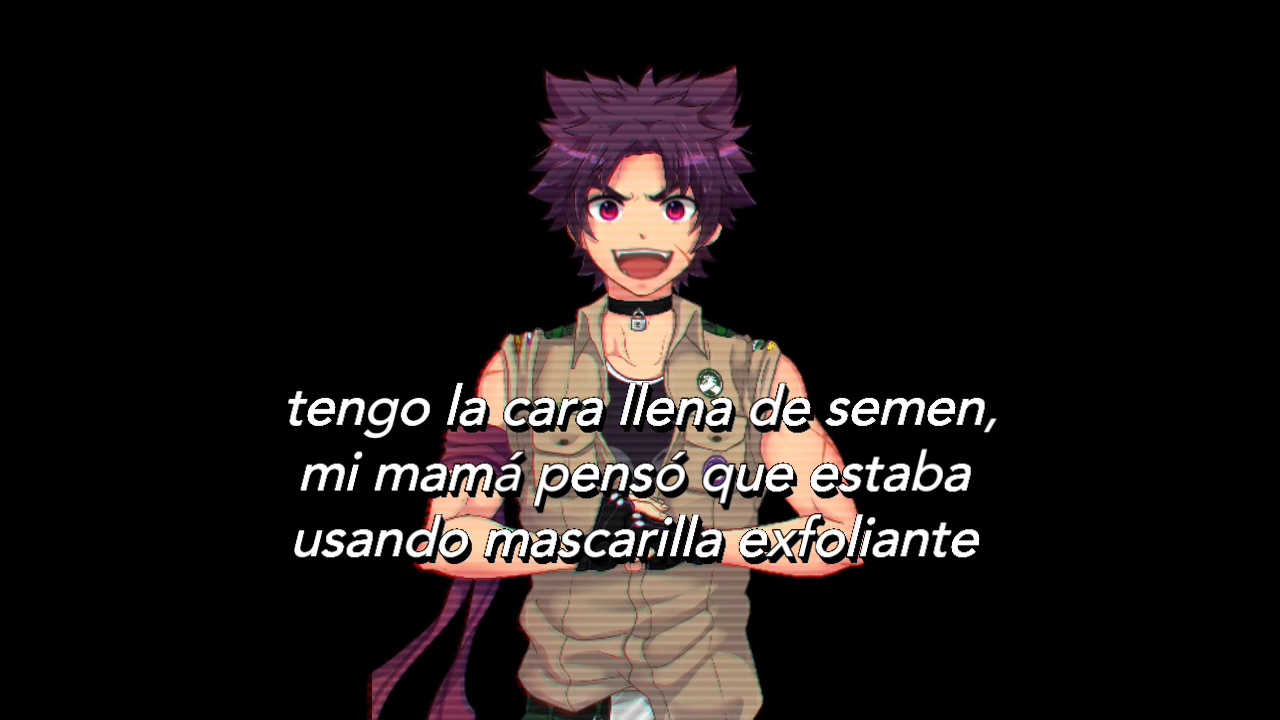 tengo la cara llena de semen,
mi mamá pensó que estaba
usando mascarilla exfoliante